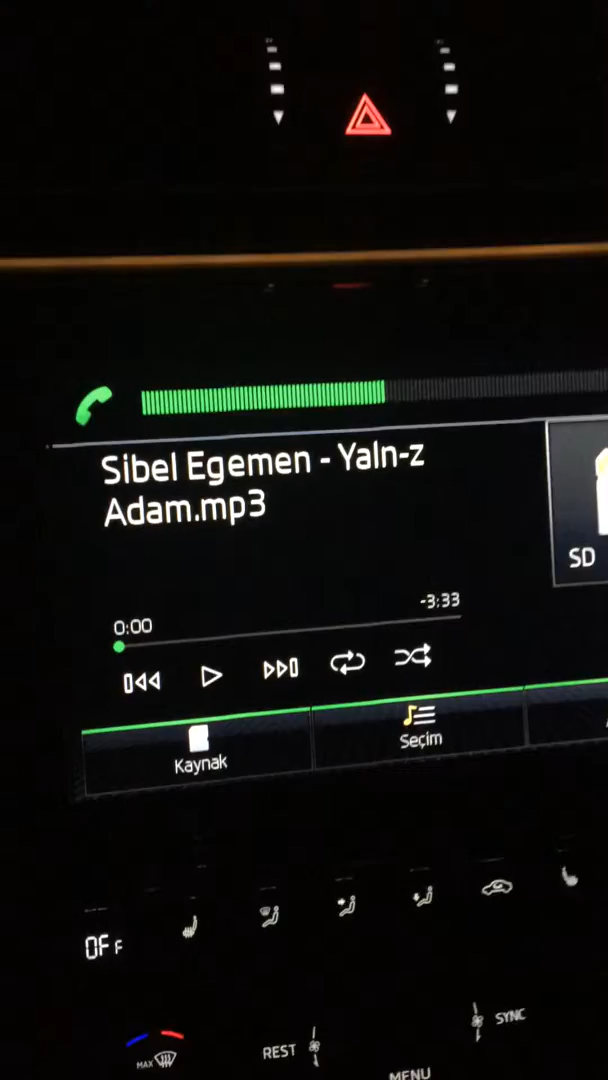 Sibel Egemen - Yaln-z
Adam.mp3
SD
0:00
-3:33
Kaynak
Seçim
OFF
MAX
REST
SYNC
MENU